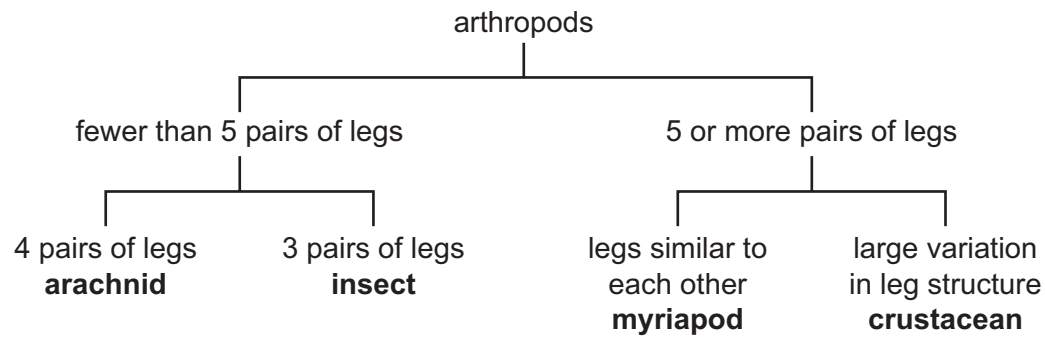 arthropods
fewer than 5 pairs of legs
5 or more pairs of legs
4 pairs of legs
arachnid
3 pairs of legs
insect
legs similar to
each other
myriapod
large variation
in leg structure
crustacean